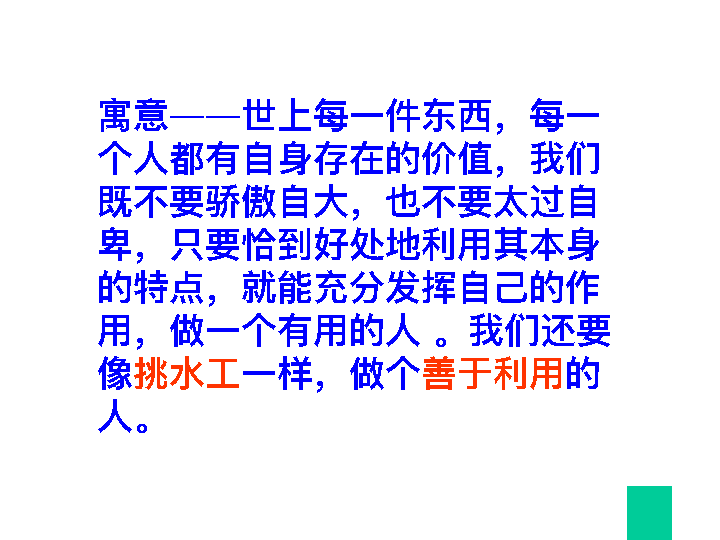 寓意——世上每一件东西，每一
个人都有自身存在的价值，我们
既不要骄傲自大，也不要太过自
卑，只要恰到好处地利用其本身
的特点，就能充分发挥自己的作
用，做一个有用的人 。我们还要
像挑水工一样，做个善于利用的
人。